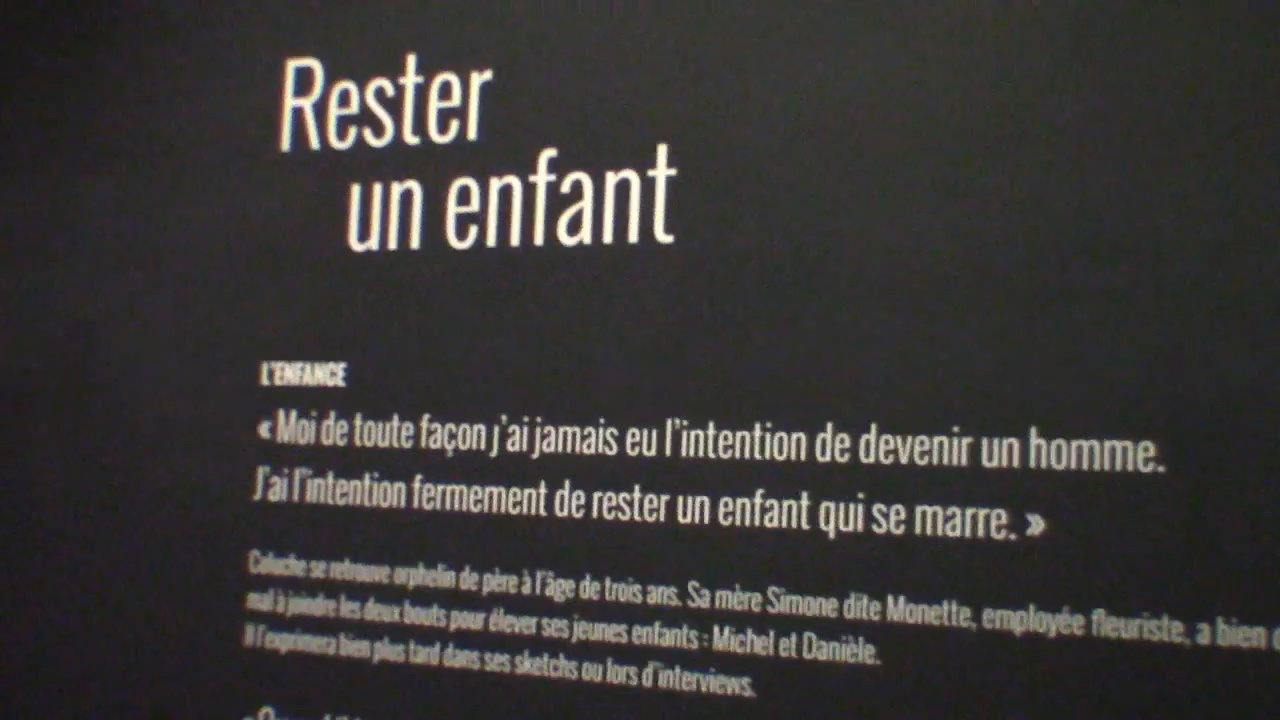 Rester
un enfant
L'ENFANCE
« Moi de toute façon j'ai jamais eu l'intention de devenir un homme.
J'ai l'intention fermement de rester un enfant qui se marre. »
Coluche se retrouve orphelin de père à l'âge de trois ans. Sa mère Simone dite Monette, employée fleuriste, a bien
mal à joindre les deux bouts pour élever ses jeunes enfants : Michel et Danièle.
Il l'exprimera bien plus tard dans ses sketchs ou lors d'interviews.